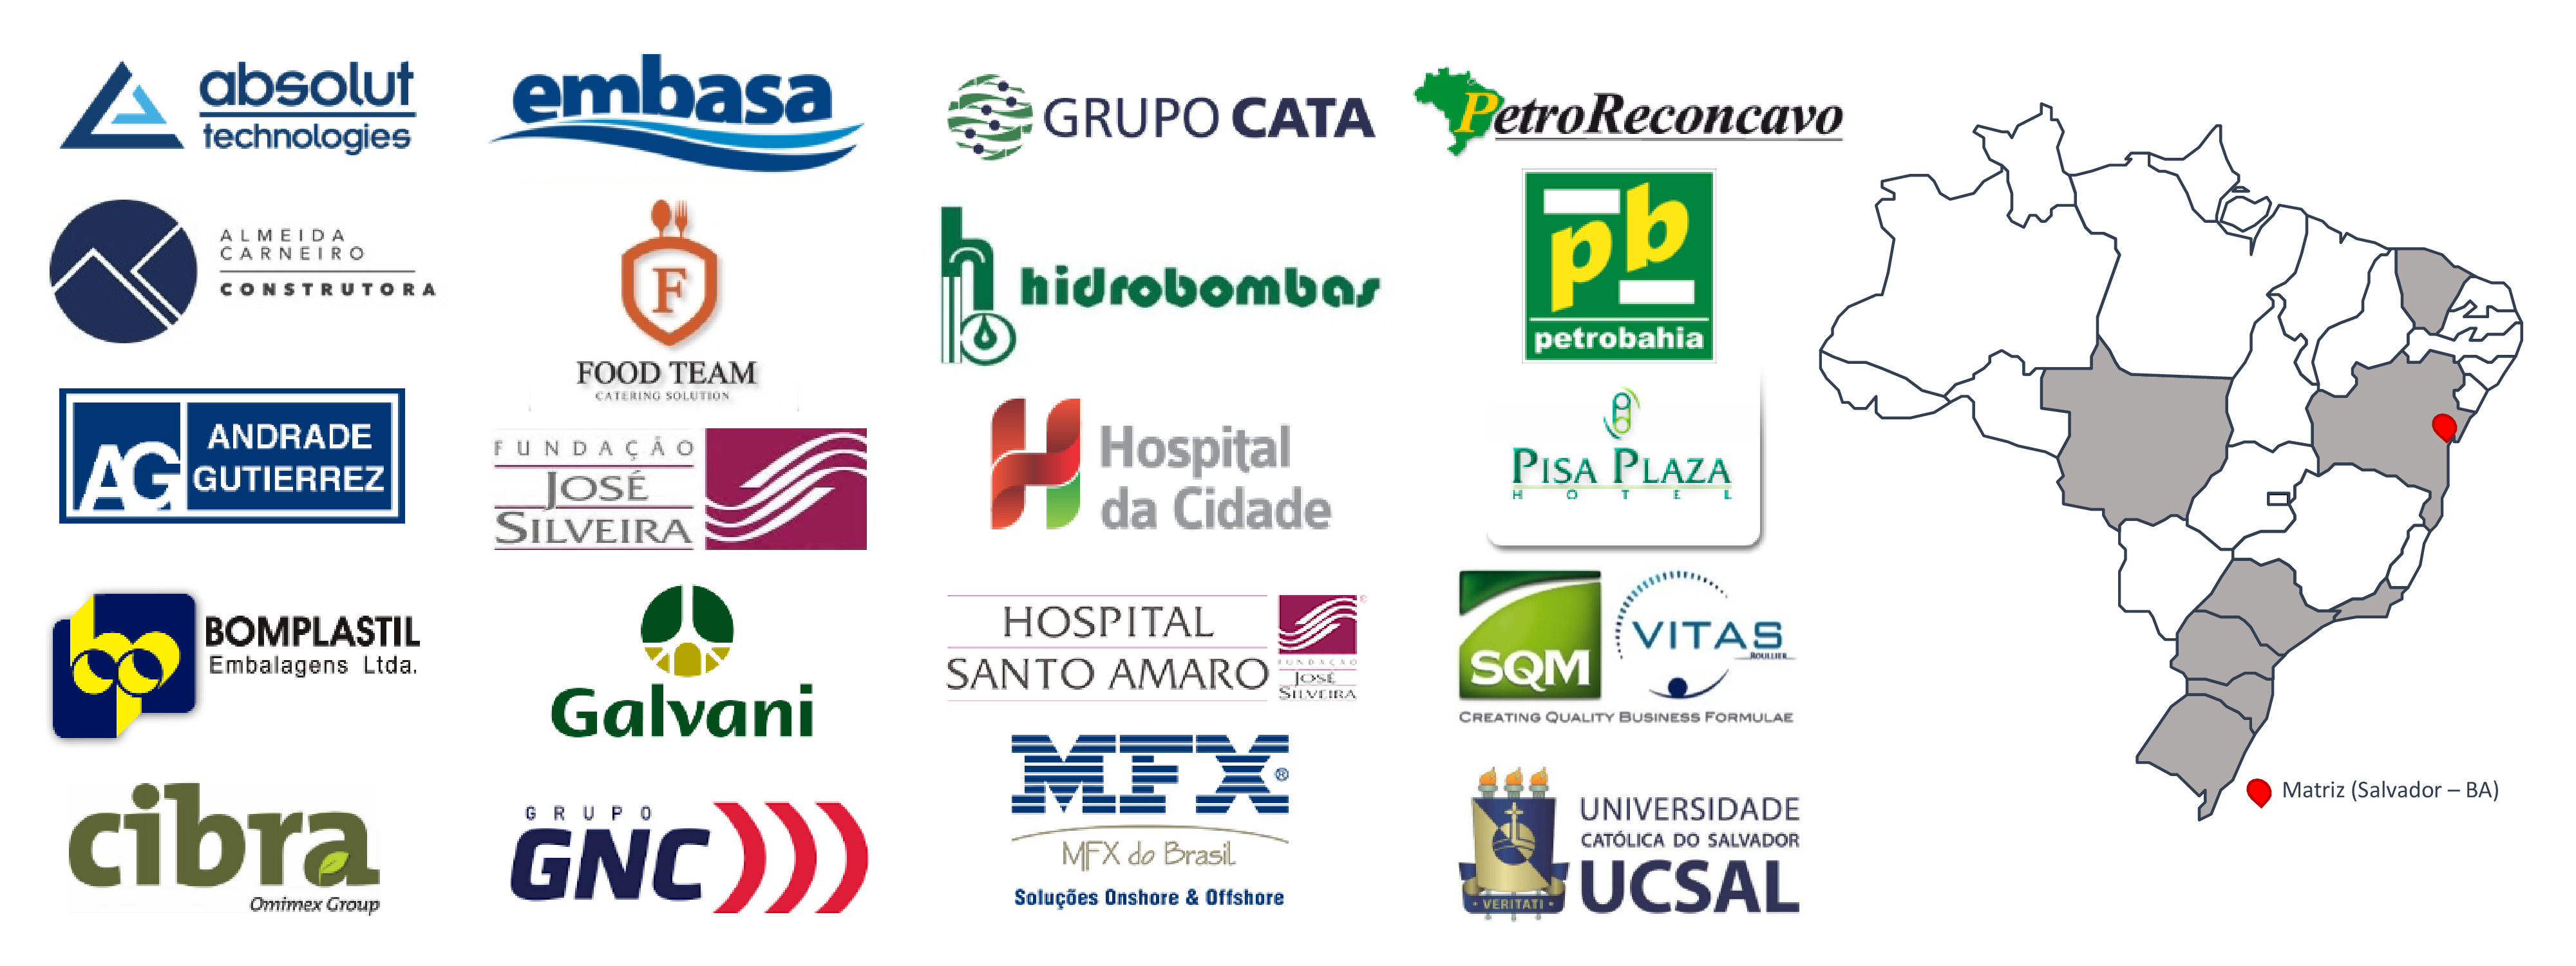 absolut
technologies
ALMEIDA
CARNEIRO
CONSTRUTORA
AG
ANDRADE
GUTIERREZ
bp
BOMPLASTIL
Embalagens Ltda.
cibra
Omimex Group
embasa
F
FOOD TEAM
CATERING SOLUTION
FUNDAÇÃO
JOSÉ
SILVEIRA
Galvani
GRUPO
GNC
GRUPO CATA
hidrobombas
Hospital
da Cidade
HOSPITAL
SANTO AMARO
FUNDAÇÃO
JOSÉ
SILVEIRA
MFX®
MFX do Brasil
Soluções Onshore & Offshore
PetroReconcavo
pb
petrobahia
PISA PLAZA
HOTEL
SQM
VITAS
ROULLIER
CREATING QUALITY BUSINESS FORMULAE
VERITATI
UNIVERSIDADE
CATÓLICA DO SALVADOR
UCSAL
Matriz (Salvador – BA)